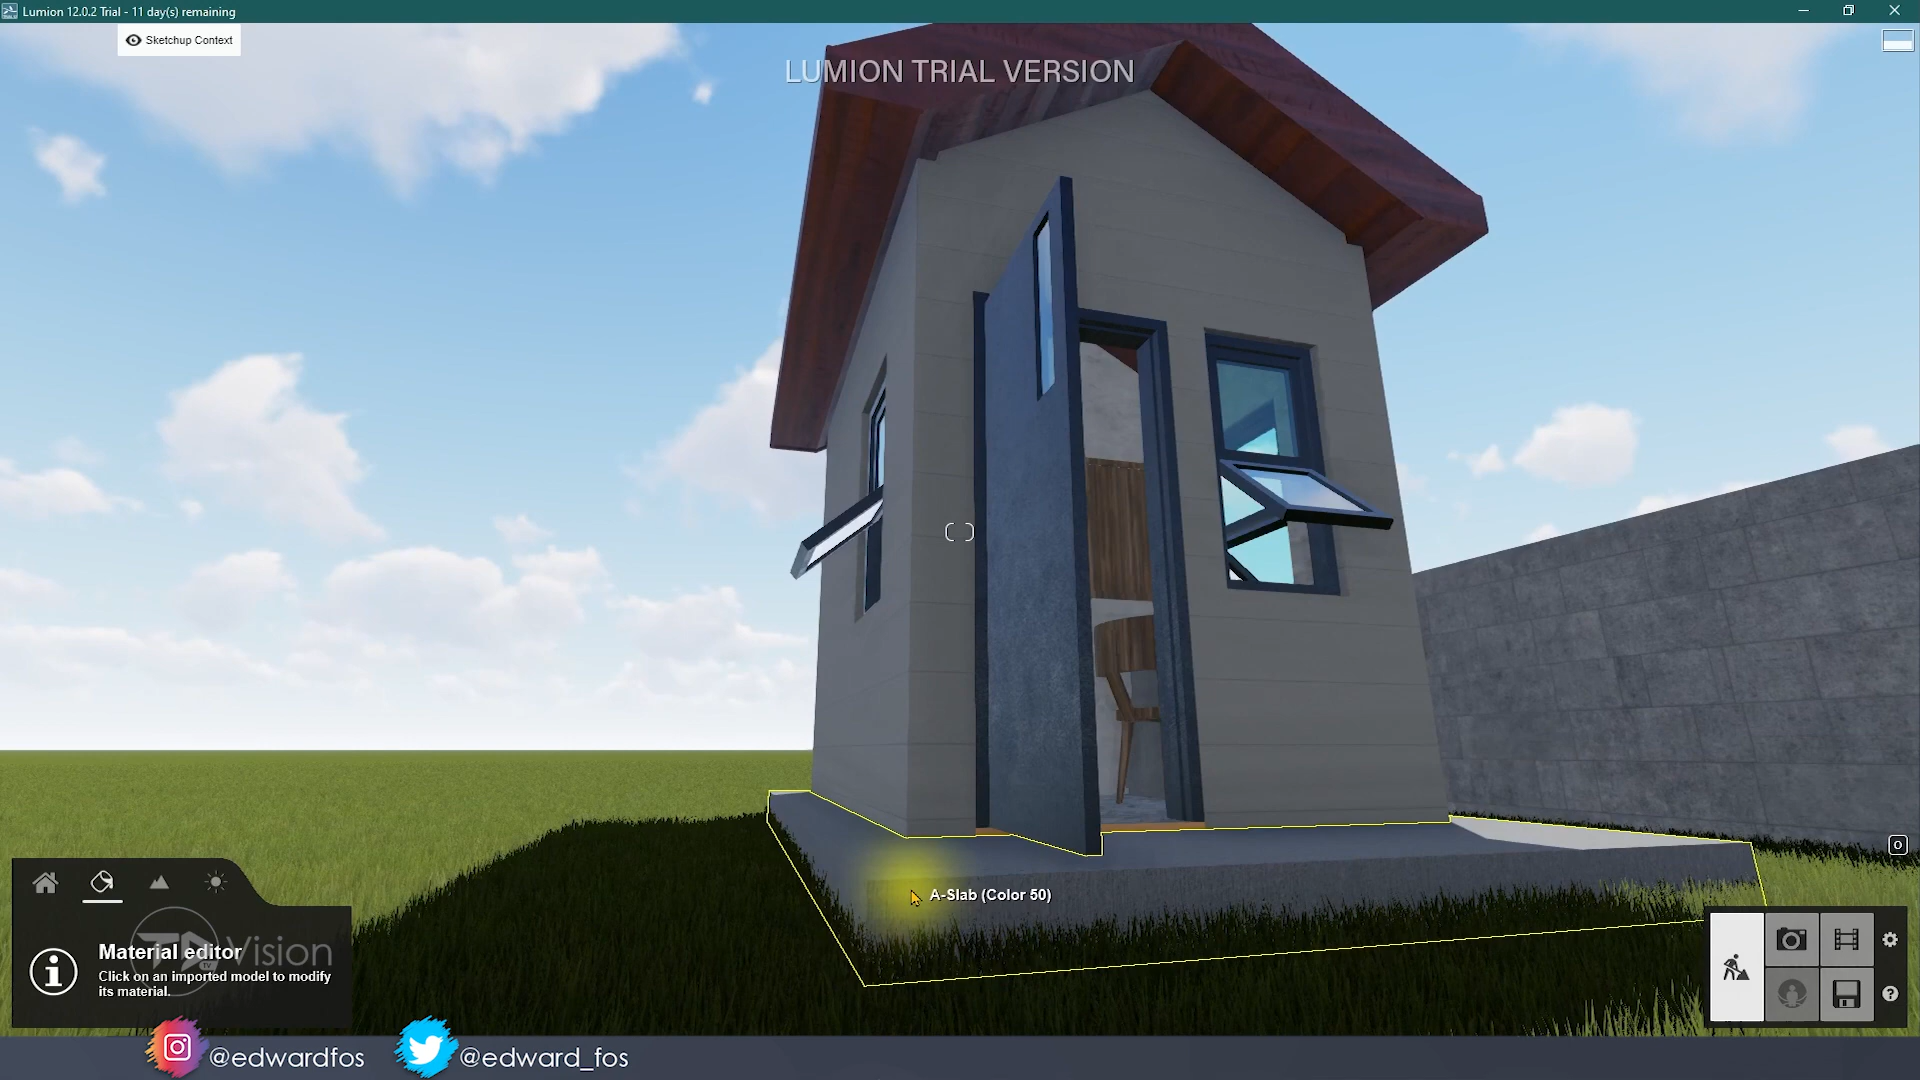 Lumion 12.0.2 Trial - 11 day(s) remaining
Sketchup Context
LUMION TRIAL VERSION
A-Slab (Color 50)
Vision
Material editor
Click on an imported model to modify
its material.
@edwardfos
@edward_fos